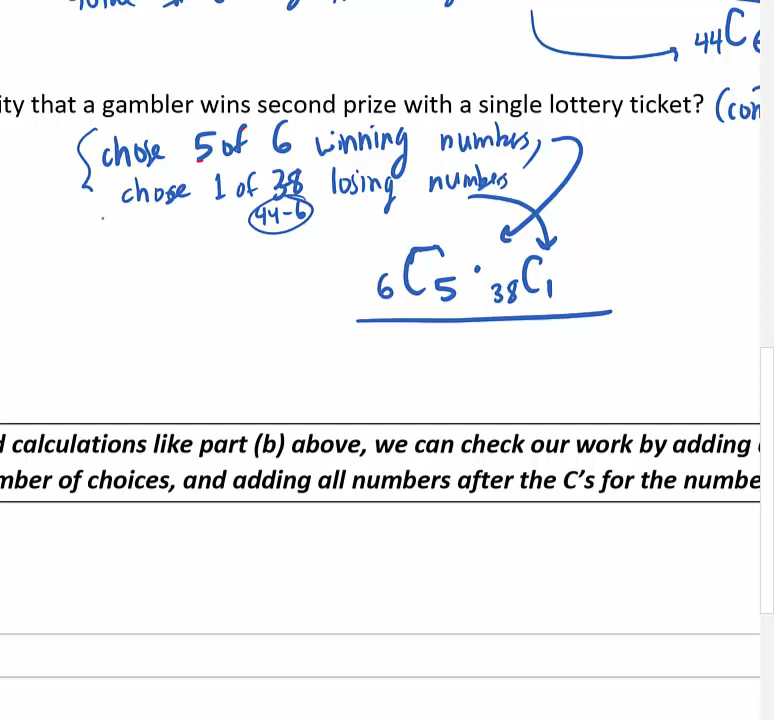 44C6
ity that a gambler wins second prize with a single lottery ticket? (con
chose 5 of 6 winning numbers,
chose 1 of 38 losing numbers
44-6
6C5 · 38C1
d calculations like part (b) above, we can check our work by adding
mber of choices, and adding all numbers after the C's for the numbe